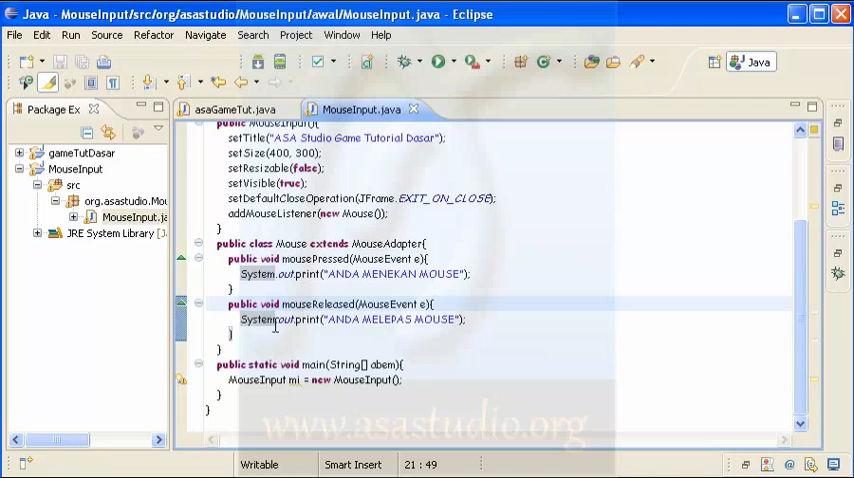 Java - MouseInput/src/org/asastudio/MouseInput/awal/MouseInput.java - Eclipse
File Edit Run Source Refactor Navigate Search Project Window Help
Java
Package Ex
asaGameTut.java
MouseInput.java
gameTutDasar
MouseInput
src
org.asastudio.Mou
MouseInput.ja
JRE System Library
public MouseInput(){
setTitle("ASA Studio Game Tutorial Dasar");
setSize(400, 300);
setResizable(false);
setVisible(true);
setDefaultCloseOperation(JFrame.EXIT_ON_CLOSE);
addMouseListener(new Mouse());
}
public class Mouse extends MouseAdapter{
public void mousePressed(MouseEvent e){
System.out.print("ANDA MENEKAN MOUSE");
}
public void mouseReleased(MouseEvent e){
System.out.print("ANDA MELEPAS MOUSE");
}
}
public static void main(String[] abem){
MouseInput mi = new MouseInput();
}
}
www.asastudio.org
Writable
Smart Insert
21 : 49